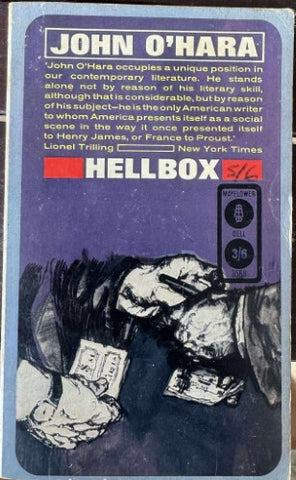 JOHN O'HARA
'John O'Hara occupies a unique position in
our contemporary literature. He stands
alone not by reason of his literary skill,
although that is considerable, but by reason
of his subject—he is the only American writer
to whom America presents itself as a social
scene in the way it once presented itself
to Henry James, or France to Proust.'
Lionel Trilling New York Times
HELLBOX
5/6
MAYFLOWER
DELL
3/6